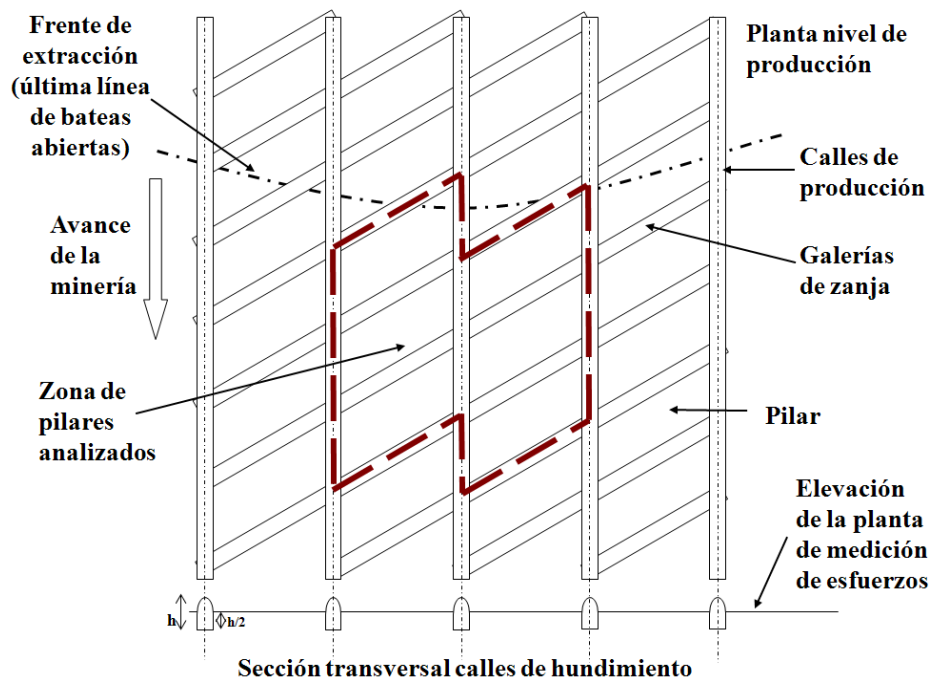 Frente de
extracción
(última línea
de bateas
abiertas)
Planta nivel de
producción
Calles de
producción
Avance
de la
minería
Galerías
de zanja
Zona de
pilares
analizados
Pilar
Elevación
de la planta
de medición
de esfuerzos
h
h/2
Sección transversal calles de hundimiento